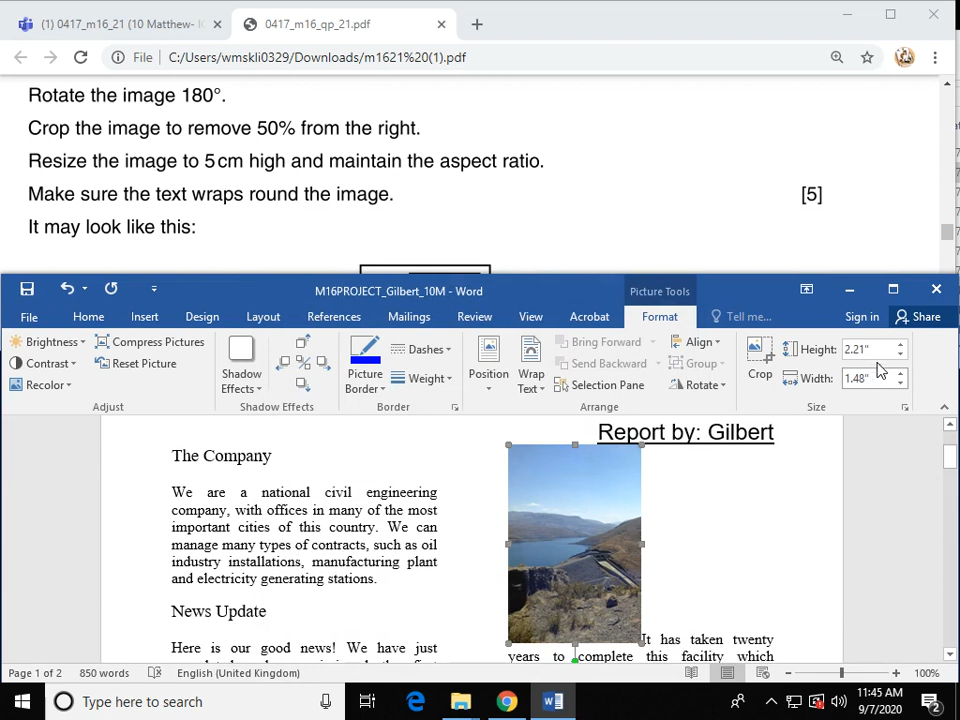 (1) 0417_m16_21 (10 Matthew- I
0417_m16_qp_21.pdf
File
C:/Users/wmskli0329/Downloads/m1621%20(1).pdf
Rotate the image 180°.
Crop the image to remove 50% from the right.
Resize the image to 5 cm high and maintain the aspect ratio.
Make sure the text wraps round the image.
[5]
It may look like this:
M16PROJECT_Gilbert_10M - Word
Picture Tools
File Home Insert Design Layout References Mailings Review View Acrobat Format Tell me... Sign in Share
Brightness
Contrast
Recolor
Compress Pictures
Reset Picture
Adjust
Shadow
Effects
Shadow Effects
Picture
Border
Dashes
Weight
Border
Position
Wrap
Text
Bring Forward
Send Backward
Selection Pane
Align
Group
Rotate
Arrange
Crop
Height: 2.21"
Width: 1.48"
Size
Report by: Gilbert
The Company
We are a national civil engineering
company, with offices in many of the most
important cities of this country. We can
manage many types of contracts, such as oil
industry installations, manufacturing plant
and electricity generating stations.
News Update
Here is our good news! We have just
It has taken twenty
years to complete this facility which
Page 1 of 2 850 words English (United Kingdom) 100%
Type here to search
11:45 AM
9/7/2020
2